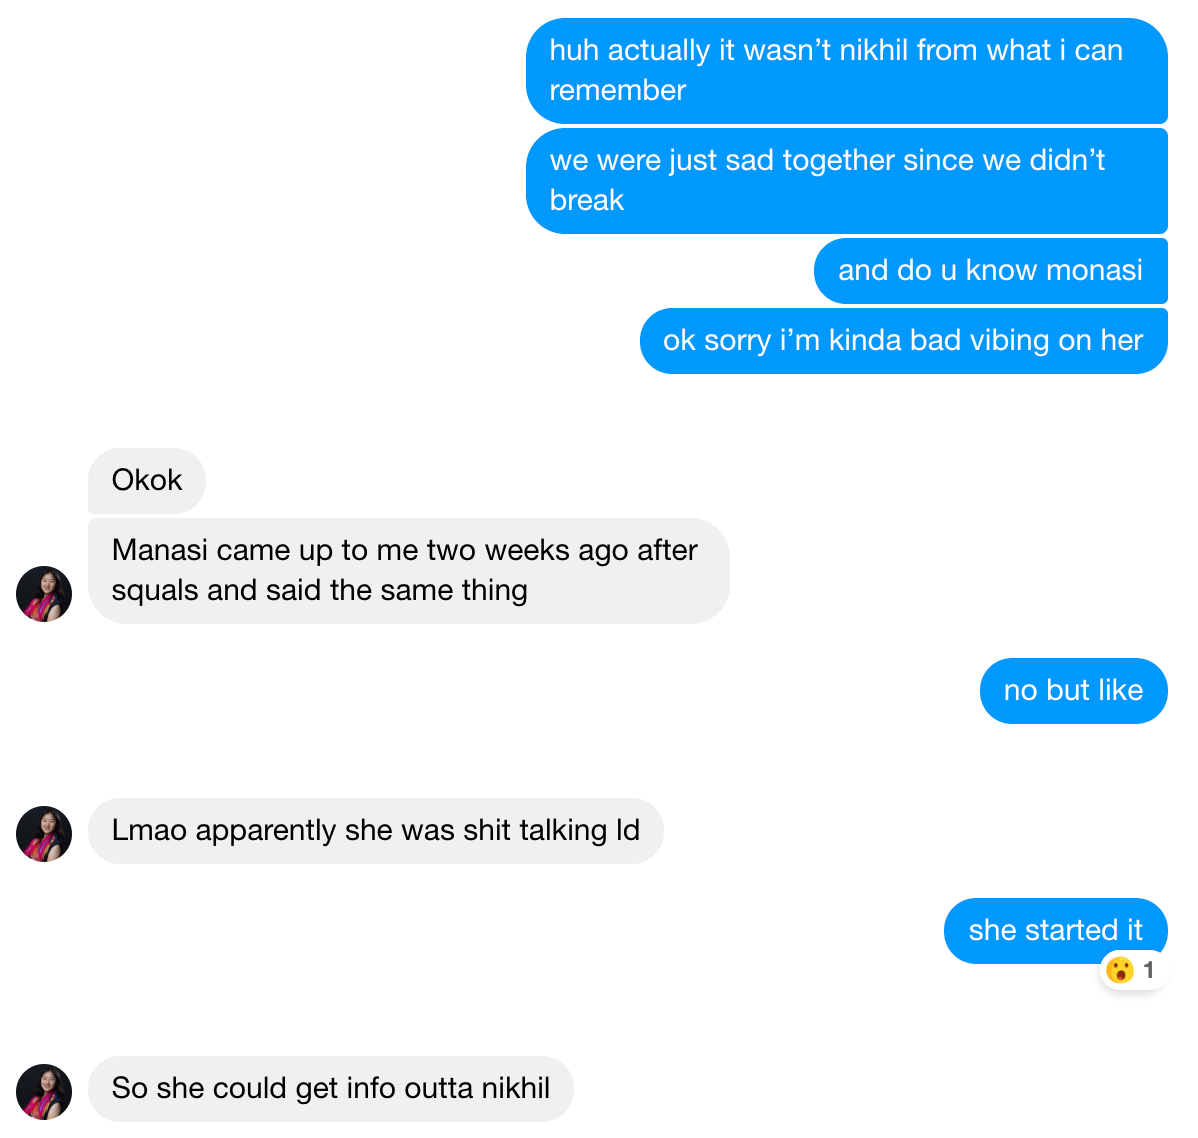 huh actually it wasn’t nikhil from what i can
remember
we were just sad together since we didn’t
break
and do u know monasi
ok sorry i’m kinda bad vibing on her
Okok
Manasi came up to me two weeks ago after
squals and said the same thing
no but like
Lmao apparently she was shit talking ld
she started it
1
So she could get info outta nikhil